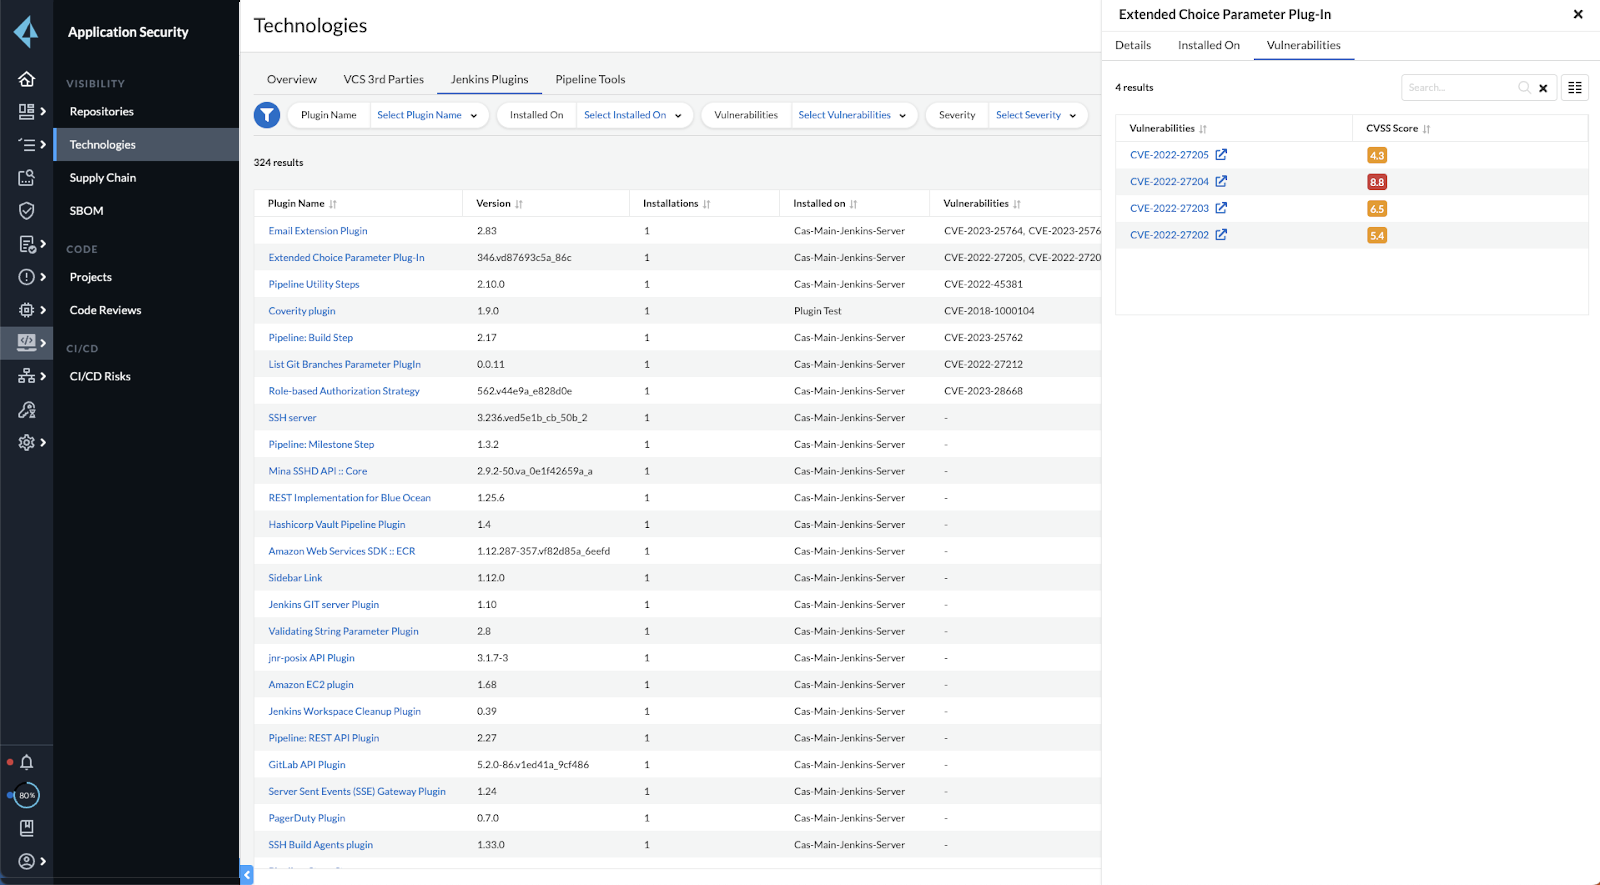 Application Security
VISIBILITY
Repositories
Technologies
Supply Chain
SBOM
CODE
Projects
Code Reviews
CI/CD
CI/CD Risks
80%
Technologies
Overview VCS 3rd Parties Jenkins Plugins Pipeline Tools
Plugin Name Select Plugin Name Installed On Select Installed On Vulnerabilities Select Vulnerabilities Severity Select Severity
324 results
Plugin Name Version Installations Installed on Vulnerabilities
Email Extension Plugin 2.83 1 Cas-Main-Jenkins-Server CVE-2023-25764, CVE-2023-2576
Extended Choice Parameter Plug-In 346.vd87693c5a_86c 1 Cas-Main-Jenkins-Server CVE-2022-27205, CVE-2022-2720
Pipeline Utility Steps 2.10.0 1 Cas-Main-Jenkins-Server CVE-2022-45381
Coverity plugin 1.9.0 1 Plugin Test CVE-2018-1000104
Pipeline: Build Step 2.17 1 Cas-Main-Jenkins-Server CVE-2023-25762
List Git Branches Parameter PlugIn 0.0.11 1 Cas-Main-Jenkins-Server CVE-2022-27212
Role-based Authorization Strategy 562.v44e9a_e828d0e 1 Cas-Main-Jenkins-Server CVE-2023-28668
SSH server 3.236.ved5e1b_cb_50b_2 1 Cas-Main-Jenkins-Server -
Pipeline: Milestone Step 1.3.2 1 Cas-Main-Jenkins-Server -
Mina SSHD API :: Core 2.9.2-50.va_0e1f42659a_a 1 Cas-Main-Jenkins-Server -
REST Implementation for Blue Ocean 1.25.6 1 Cas-Main-Jenkins-Server -
Hashicorp Vault Pipeline Plugin 1.4 1 Cas-Main-Jenkins-Server -
Amazon Web Services SDK :: ECR 1.12.287-357.vf82d85a_6eefd 1 Cas-Main-Jenkins-Server -
Sidebar Link 1.12.0 1 Cas-Main-Jenkins-Server -
Jenkins GIT server Plugin 1.10 1 Cas-Main-Jenkins-Server -
Validating String Parameter Plugin 2.8 1 Cas-Main-Jenkins-Server -
jnr-posix API Plugin 3.1.7-3 1 Cas-Main-Jenkins-Server -
Amazon EC2 plugin 1.68 1 Cas-Main-Jenkins-Server -
Jenkins Workspace Cleanup Plugin 0.39 1 Cas-Main-Jenkins-Server -
Pipeline: REST API Plugin 2.27 1 Cas-Main-Jenkins-Server -
GitLab API Plugin 5.2.0-86.v1ed41a_9cf486 1 Cas-Main-Jenkins-Server -
Server Sent Events (SSE) Gateway Plugin 1.24 1 Cas-Main-Jenkins-Server -
PagerDuty Plugin 0.7.0 1 Cas-Main-Jenkins-Server -
SSH Build Agents plugin 1.33.0 1 Cas-Main-Jenkins-Server -
Extended Choice Parameter Plug-In
Details Installed On Vulnerabilities
4 results Search...
Vulnerabilities CVSS Score
CVE-2022-27205 4.3
CVE-2022-27204 8.8
CVE-2022-27203 6.5
CVE-2022-27202 5.4